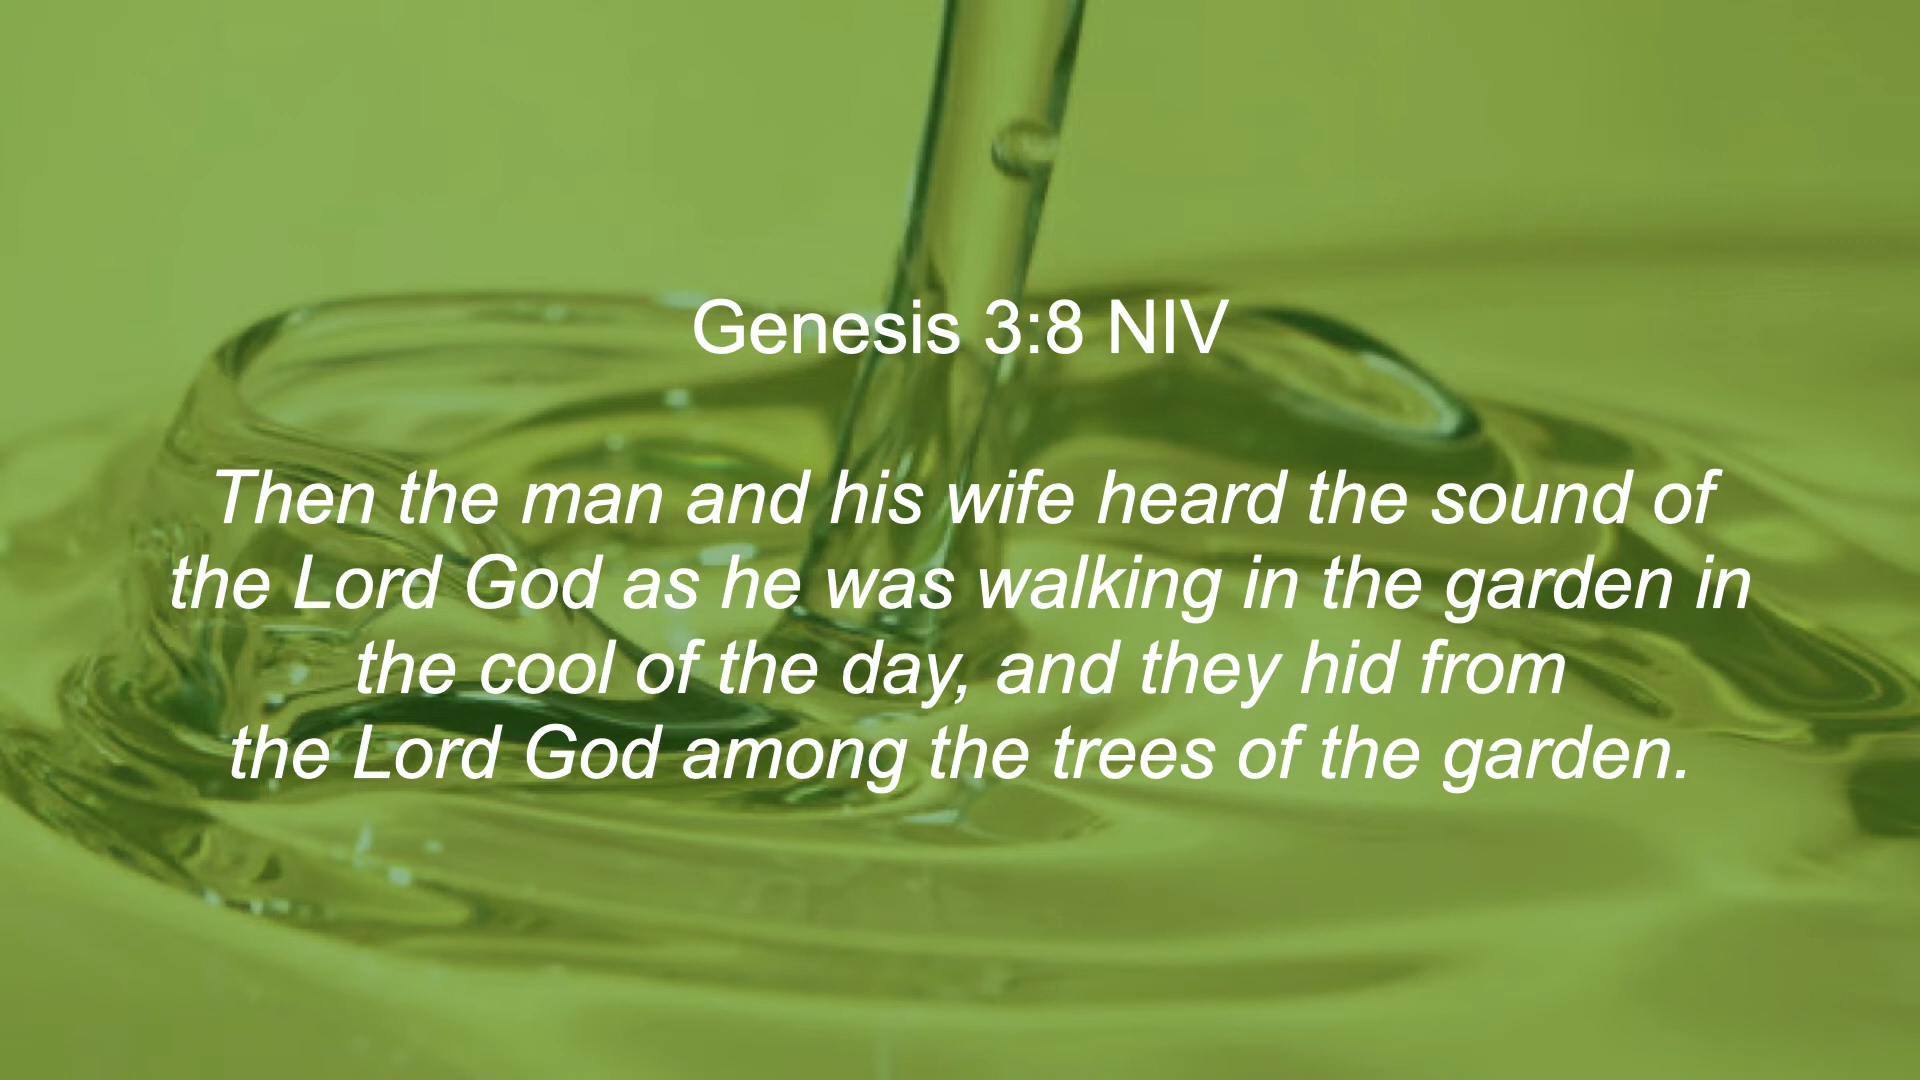 Genesis 3:8 NIV
Then the man and his wife heard the sound of
the Lord God as he was walking in the garden in
the cool of the day, and they hid from
the Lord God among the trees of the garden.